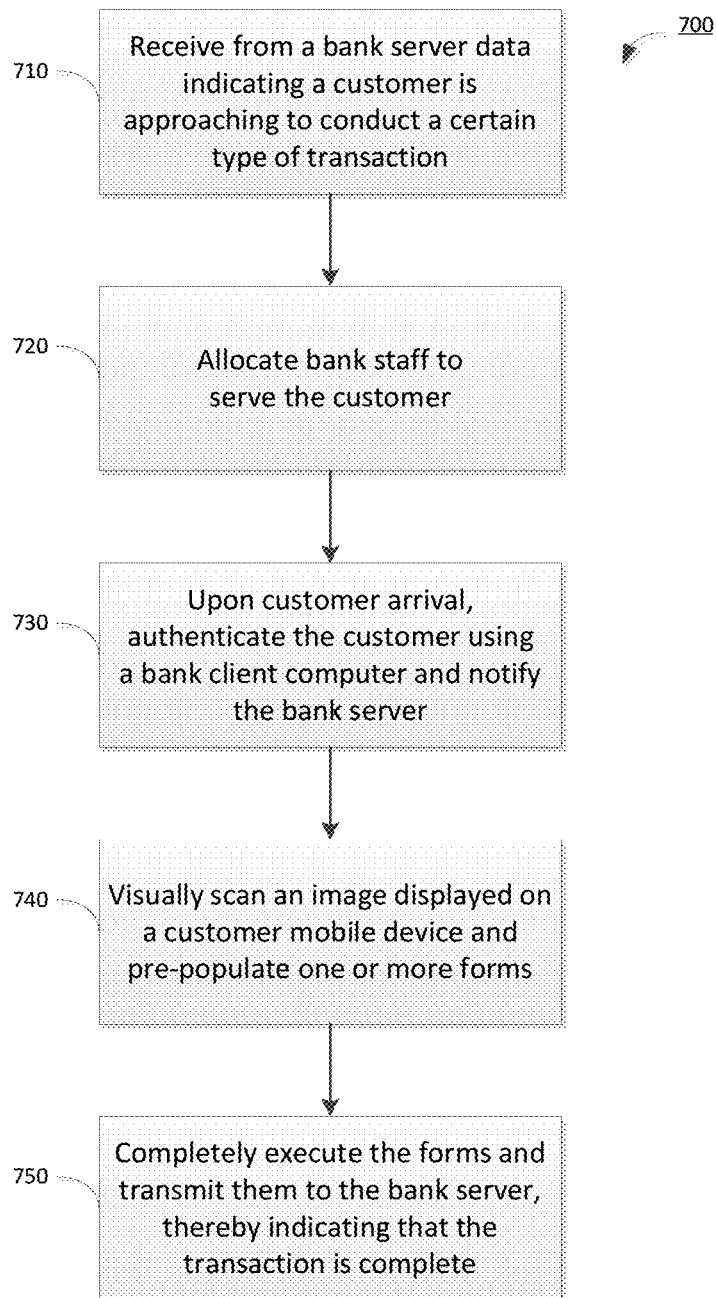 700
710
Receive from a bank server data
indicating a customer is
approaching to conduct a certain
type of transaction
720
Allocate bank staff to
serve the customer
730
Upon customer arrival,
authenticate the customer using
a bank client computer and notify
the bank server
740
Visually scan an image displayed on
a customer mobile device and
pre-populate one or more forms
750
Completely execute the forms and
transmit them to the bank server,
thereby indicating that the
transaction is complete